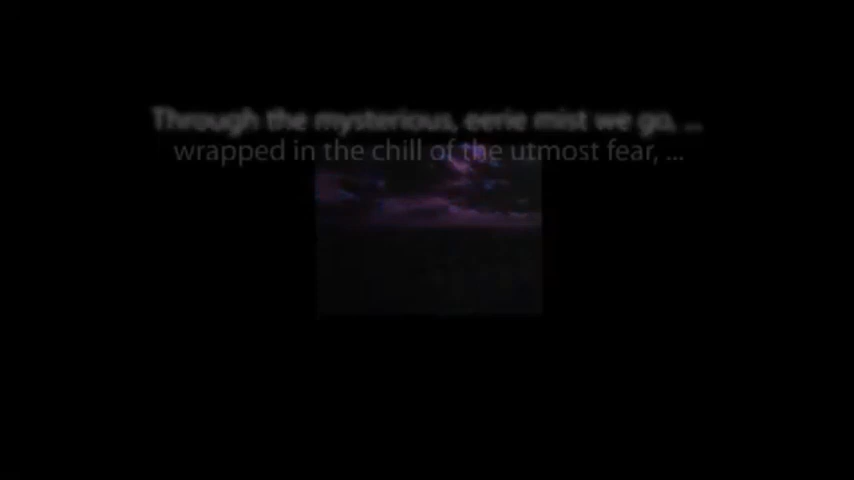 Through the mysterious, eerie mist we go, ...
wrapped in the chill of the utmost fear, ...